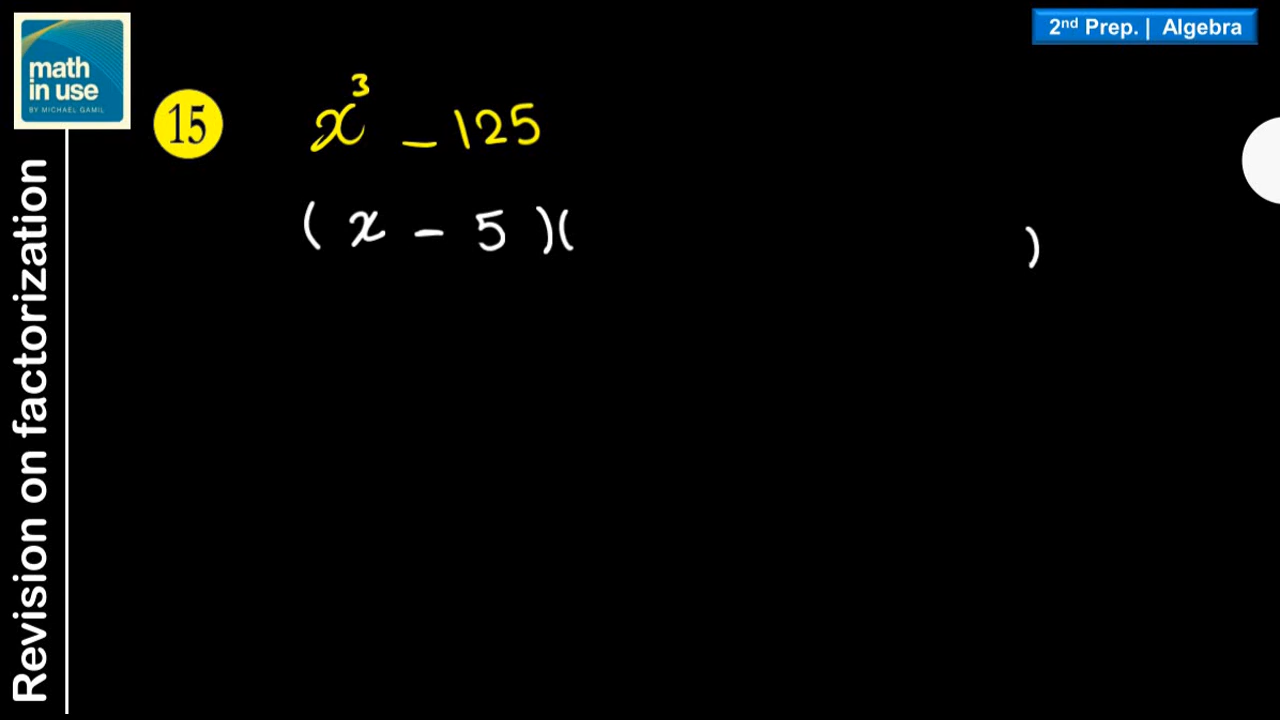 math
in use
BY MICHAEL GAMIL
2nd Prep. | Algebra
15 x³ - 125
(x - 5)( )
Revision on factorization